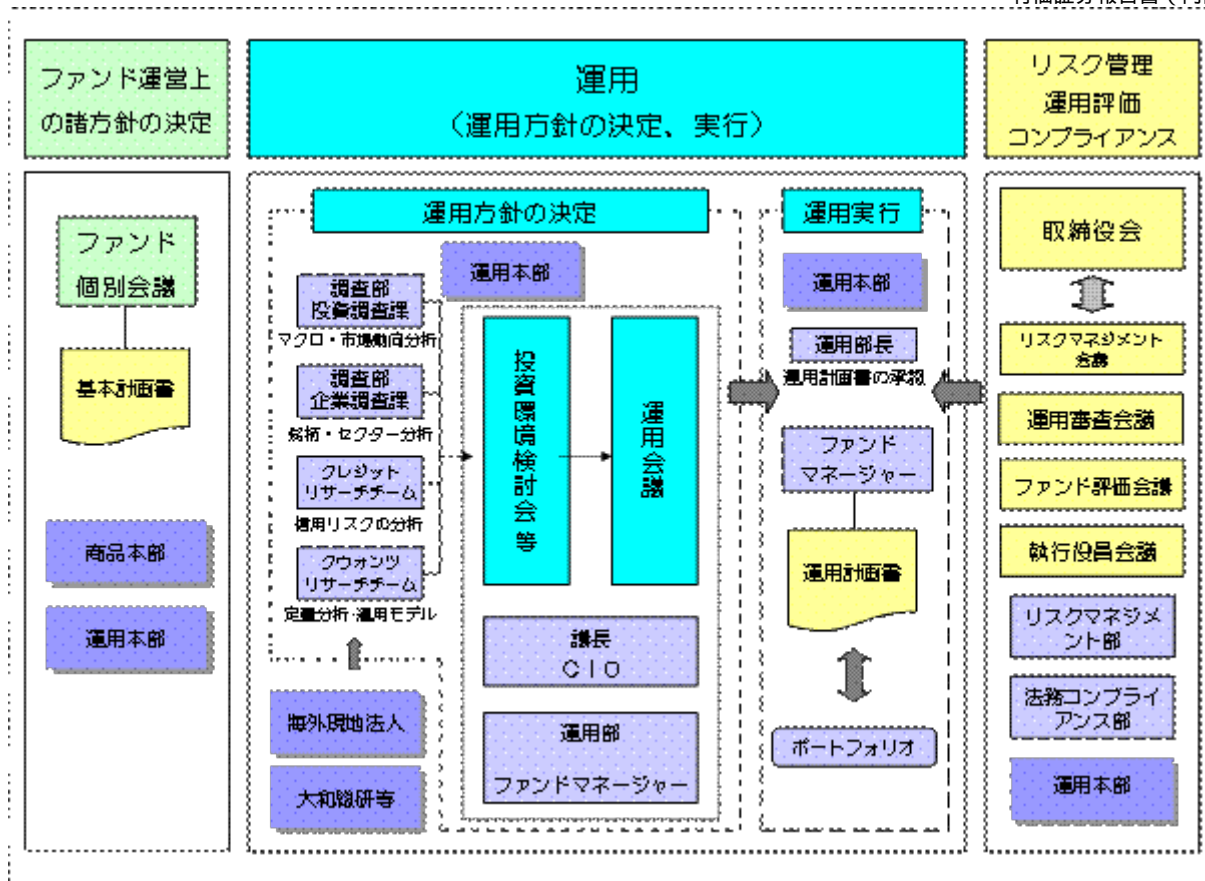 ファンド運営上
の諸方針の決定
運用
(運用方針の決定、実行)
リスク管理
運用評価
コンプライアンス
ファンド
個別会議
基本計画書
商品本部
運用本部
運用方針の決定
運用本部
調査部
投資調査課
マクロ・市場動向分析
調査部
企業調査課
銘柄・セクター分析
クレジット
リサーチチーム
信用リスクの分析
クウォンツ
リサーチチーム
定量分析・運用モデル
海外現地法人
大和総研等
投資環境検討会等
運用会議
議長
CIO
運用部
ファンドマネージャー
運用実行
運用本部
運用部長
運用計画書の承認
ファンド
マネージャー
運用計画書
ポートフォリオ
取締役会
リスクマネジメント
会議
運用審査会議
ファンド評価会議
執行役員会議
リスクマネジメ
ント部
法務コンプライ
アンス部
運用本部